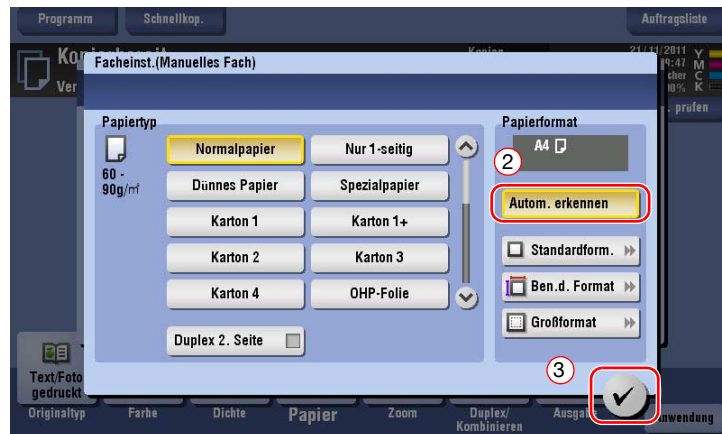 Programm
Schnellkop.
Auftragsliste
Ver
Facheinst.(Manuelles Fach)
21/11/2011
Y
M
C
K
prüfen
Papiertyp
60 -
90g/m²
Normalpapier
Nur 1-seitig
Dünnes Papier
Spezialpapier
Karton 1
Karton 1+
Karton 2
Karton 3
Karton 4
OHP-Folie
Duplex 2. Seite
Papierformat
A4
2
Autom. erkennen
Standardform.
Ben.d. Format
Großformat
3
Text/Foto
gedruckt
Originaltyp
Farbe
Dichte
Papier
Zoom
Duplex/
Kombinieren
Ausgabe
Anwendung